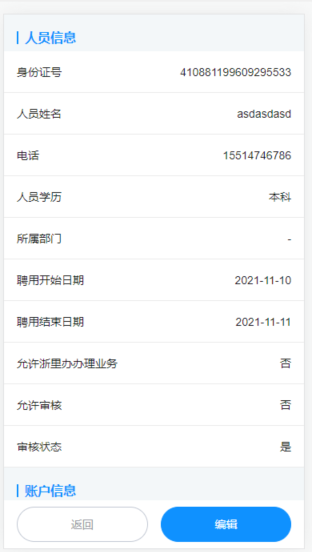 人员信息
身份证号 410881199609295533
人员姓名 asdasdasd
电话 15514746786
人员学历 本科
所属部门 -
聘用开始日期 2021-11-10
聘用结束日期 2021-11-11
允许浙里办办理业务 否
允许审核 否
审核状态 是
账户信息
返回 编辑